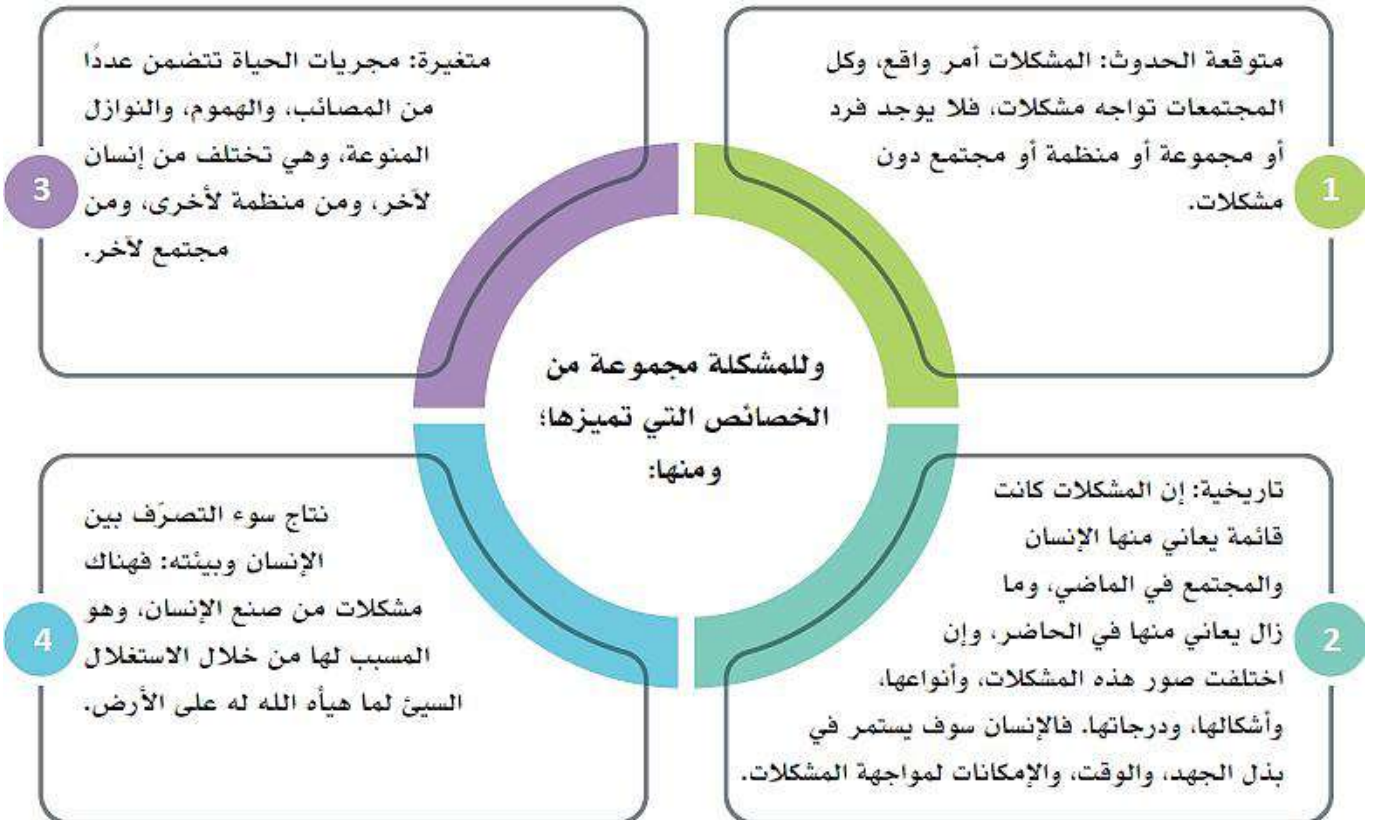 وللمشكلة مجموعة من
الخصائص التي تميزها؛
ومنها:
1
متوقعة الحدوث: المشكلات أمر واقع، وكل
المجتمعات تواجه مشكلات، فلا يوجد فرد
أو مجموعة أو منظمة أو مجتمع دون
مشكلات.
2
تاريخية: إن المشكلات كانت
قائمة يعاني منها الإنسان
والمجتمع في الماضي، وما
زال يعاني منها في الحاضر، وإن
اختلفت صور هذه المشكلات، وأنواعها،
وأشكالها، ودرجاتها. فالإنسان سوف يستمر في
بذل الجهد، والوقت، والإمكانات لمواجهة المشكلات.
3
متغيرة: مجريات الحياة تتضمن عددًا
من المصائب، والهموم، والنوازل
المنوعة، وهي تختلف من إنسان
لآخر، ومن منظمة لأخرى، ومن
مجتمع لآخر.
4
نتاج سوء التصرّف بين
الإنسان وبيئته: فهناك
مشكلات من صنع الإنسان، وهو
المسبب لها من خلال الاستغلال
السيئ لما هيأه الله له على الأرض.